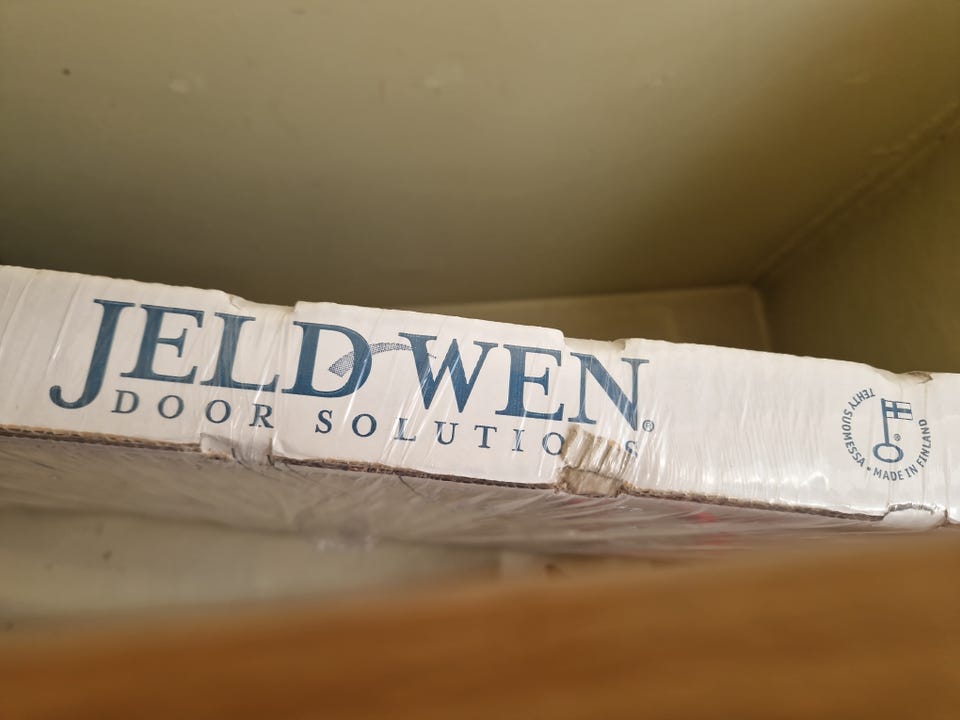 JELD-WEN®
DOOR SOLUTIONS
TEHTY SUOMESSA • MADE IN FINLAND
®